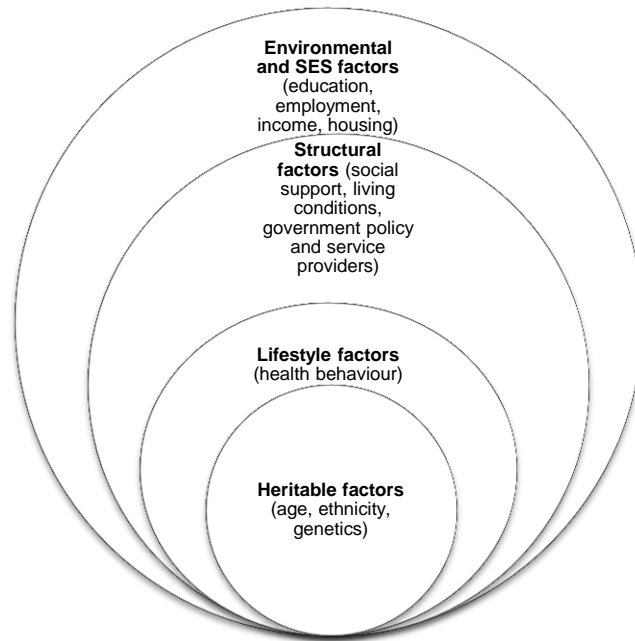 Environmental
and SES factors
(education,
employment,
income, housing)
Structural
factors (social
support, living
conditions,
government policy
and service
providers)
Lifestyle factors
(health behaviour)
Heritable factors
(age, ethnicity,
genetics)